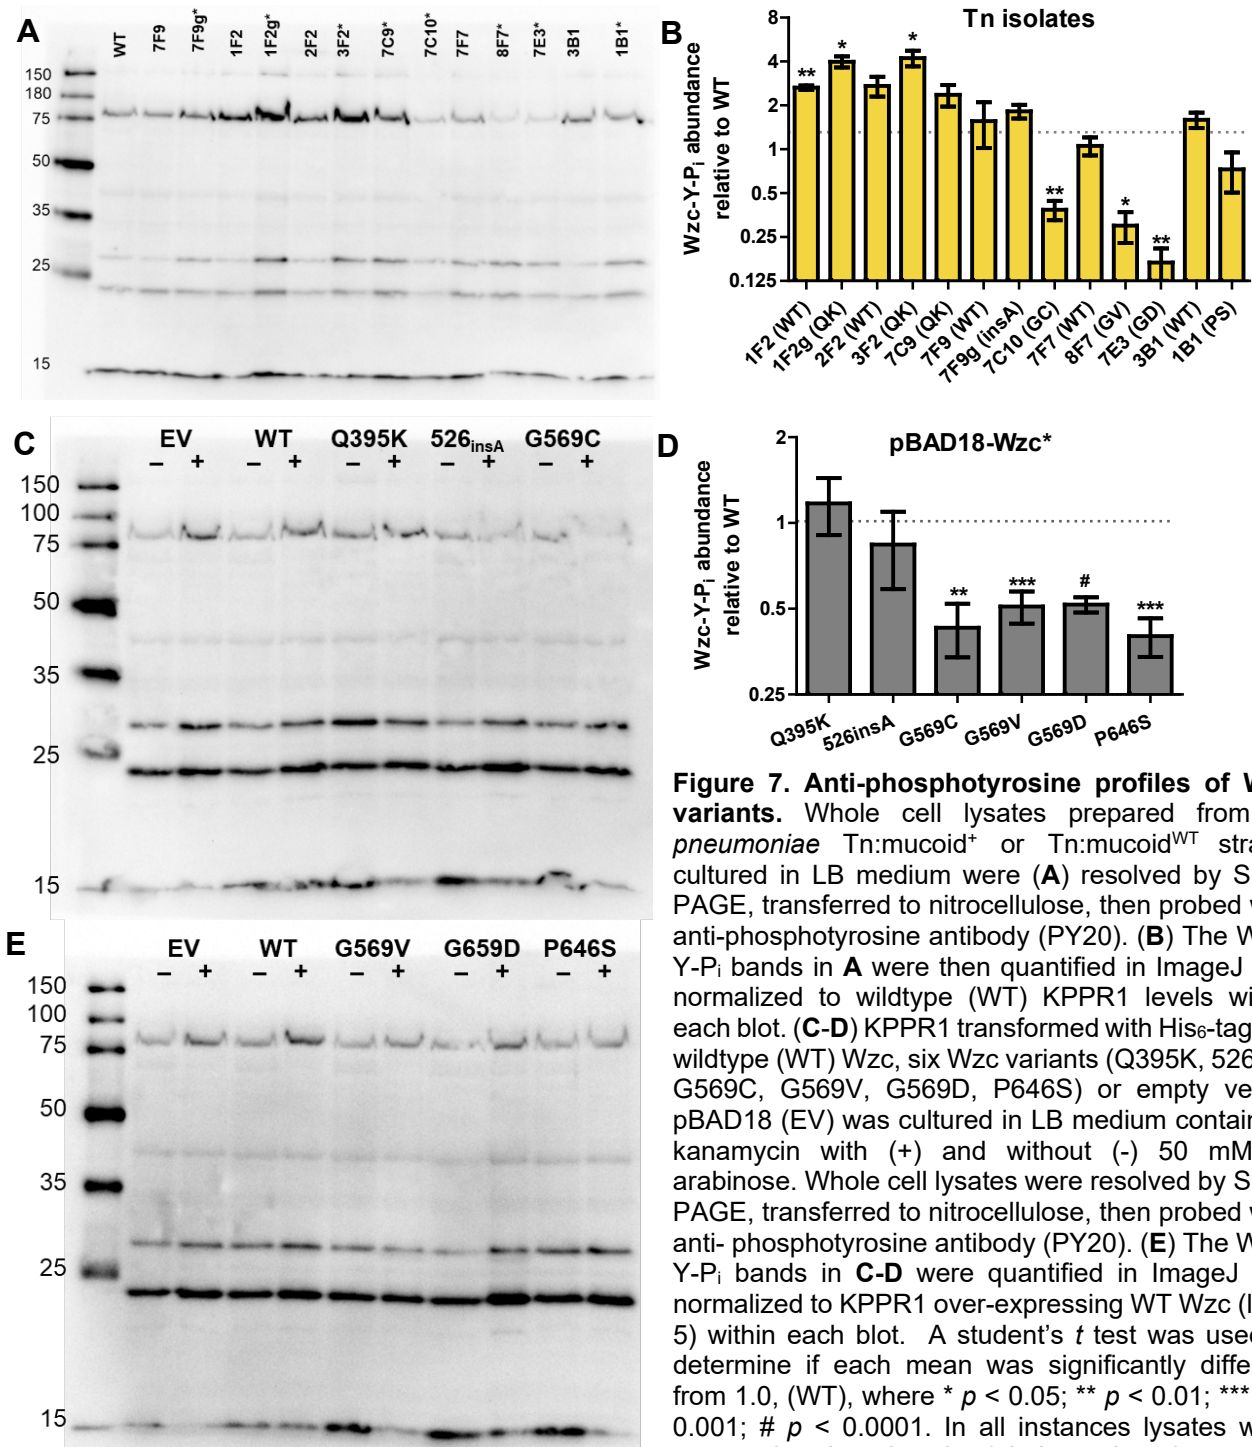 A
WT
7F9
7F9g*
1F2
1F2g*
2F2
3F2*
7C9*
7C10*
7F7
8F7*
7E3*
3B1
1B1*
150
180
75
50
35
25
15
B
Tn isolates
Wzc-Y-Pi abundance
relative to WT
8
4
2
1
0.5
0.25
0.125
**
*
*
**
*
**
1F2 (WT)
1F2g (QK)
2F2 (WT)
3F2 (QK)
7C9 (QK)
7F9 (WT)
7F9g (insA)
7C10 (GC)
7F7 (WT)
8F7 (GV)
7E3 (GD)
3B1 (WT)
1B1 (PS)
C
EV WT Q395K 526insA G569C
– + – + – + – + – +
150
100
75
50
35
25
15
D
pBAD18-Wzc*
Wzc-Y-Pi abundance
relative to WT
2
1
0.5
0.25
**
***
#
***
Q395K
526insA
G569C
G569V
G569D
P646S
E
EV WT G569V G659D P646S
– + – + – + – + – +
150
100
75
50
35
25
15
Figure 7. Anti-phosphotyrosine profiles of
variants. Whole cell lysates prepared from
pneumoniae Tn:mucoid+ or Tn:mucoidWT
cultured in LB medium were (A) resolved by
PAGE, transferred to nitrocellulose, then probed
anti-phosphotyrosine antibody (PY20). (B) The
Y-Pi bands in A were then quantified in ImageJ
normalized to wildtype (WT) KPPR1 levels
each blot. (C-D) KPPR1 transformed with
wildtype (WT) Wzc, six Wzc variants (Q395K,
G569C, G569V, G569D, P646S) or empty
pBAD18 (EV) was cultured in LB medium
kanamycin with (+) and without (-) 50 mM
arabinose. Whole cell lysates were resolved by
PAGE, transferred to nitrocellulose, then probed
anti- phosphotyrosine antibody (PY20). (E) The
Y-Pi bands in C-D were quantified in ImageJ
normalized to KPPR1 over-expressing WT Wzc
5) within each blot. A student's t test was used
determine if each mean was significantly
from 1.0, (WT), where * p < 0.05; ** p < 0.01; ***
0.001; # p < 0.0001. In all instances lysates